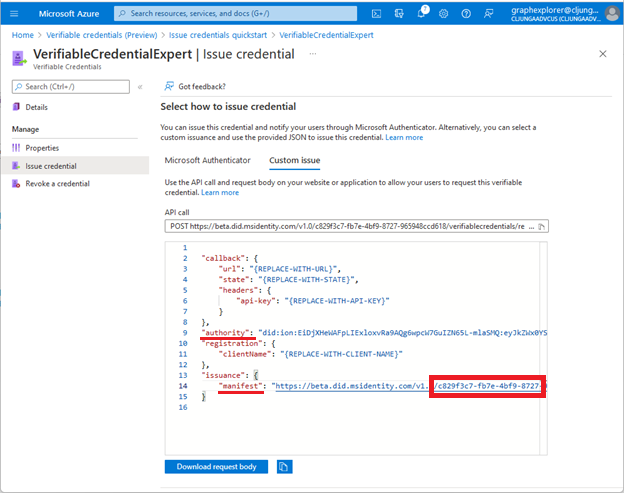 Microsoft Azure
Search resources, services, and docs (G+/)
7
graphexplorer@cljung...
CLJUNGAADVCUS (CLJUNGAADV...
Home > Verifiable credentials (Preview) > Issue credentials quickstart > VerifiableCredentialExpert
VerifiableCredentialExpert | Issue credential ...
Verifiable Credentials
Search (Ctrl+/)
«
Got feedback?
Details
Manage
Properties
Issue credential
Revoke a credential
Select how to issue credential
You can issue this credential and notify your users through Microsoft Authenticator. Alternatively, you can select a
custom issuance and use the provided JSON to issue this credential. Learn more
Microsoft Authenticator
Custom issue
Use the API call and request body on your website or application to allow your users to request this verifiable
credential. Learn more
API call
POST https://beta.did.msidentity.com/v1.0/c829f3c7-fb7e-4bf9-8727-965948ccd618/verifiablecredentials/re ...
1
2 "callback": {
3 "url": "{REPLACE-WITH-URL}",
4 "state": "{REPLACE-WITH-STATE}",
5 "headers": {
6 "api-key": "{REPLACE-WITH-API-KEY}"
7 }
8 },
9 "authority": "did:ion:EiDjXHeWAFpLIExloxvRa9AQg6wpcW7GuIZN65L-mlaSMQ:eyJkZWx0YS
10 "registration": {
11 "clientName": "{REPLACE-WITH-CLIENT-NAME}"
12 },
13 "issuance": {
14 "manifest": "https://beta.did.msidentity.com/v1. /c829f3c7-fb7e-4bf9-8727-
15 }
16
Download request body